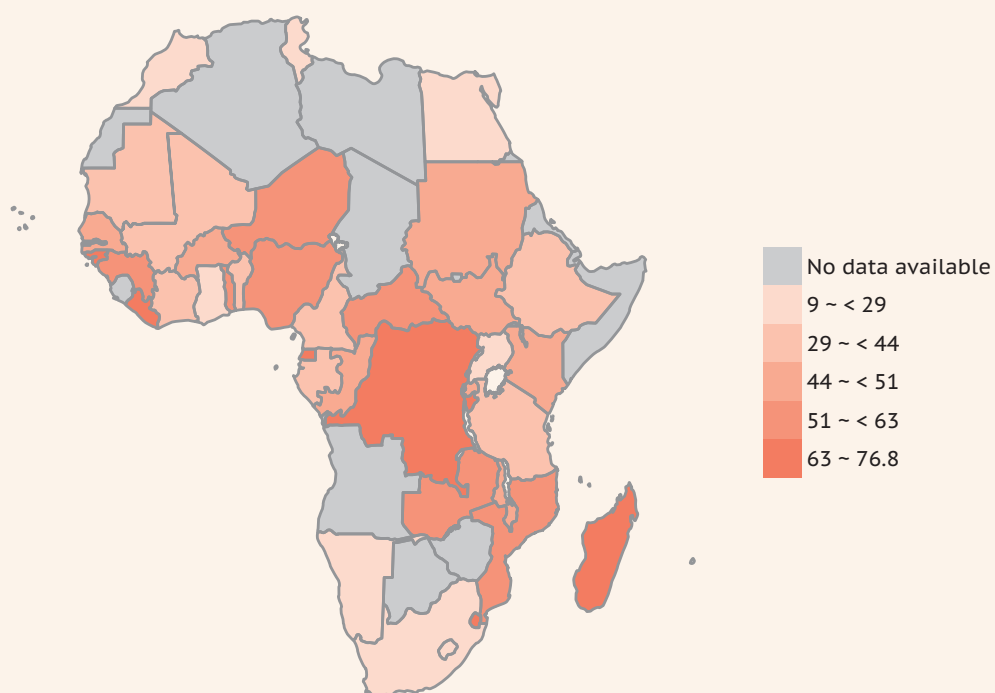 No data available
9 ~ < 29
29 ~ < 44
44 ~ < 51
51 ~ < 63
63 ~ 76.8